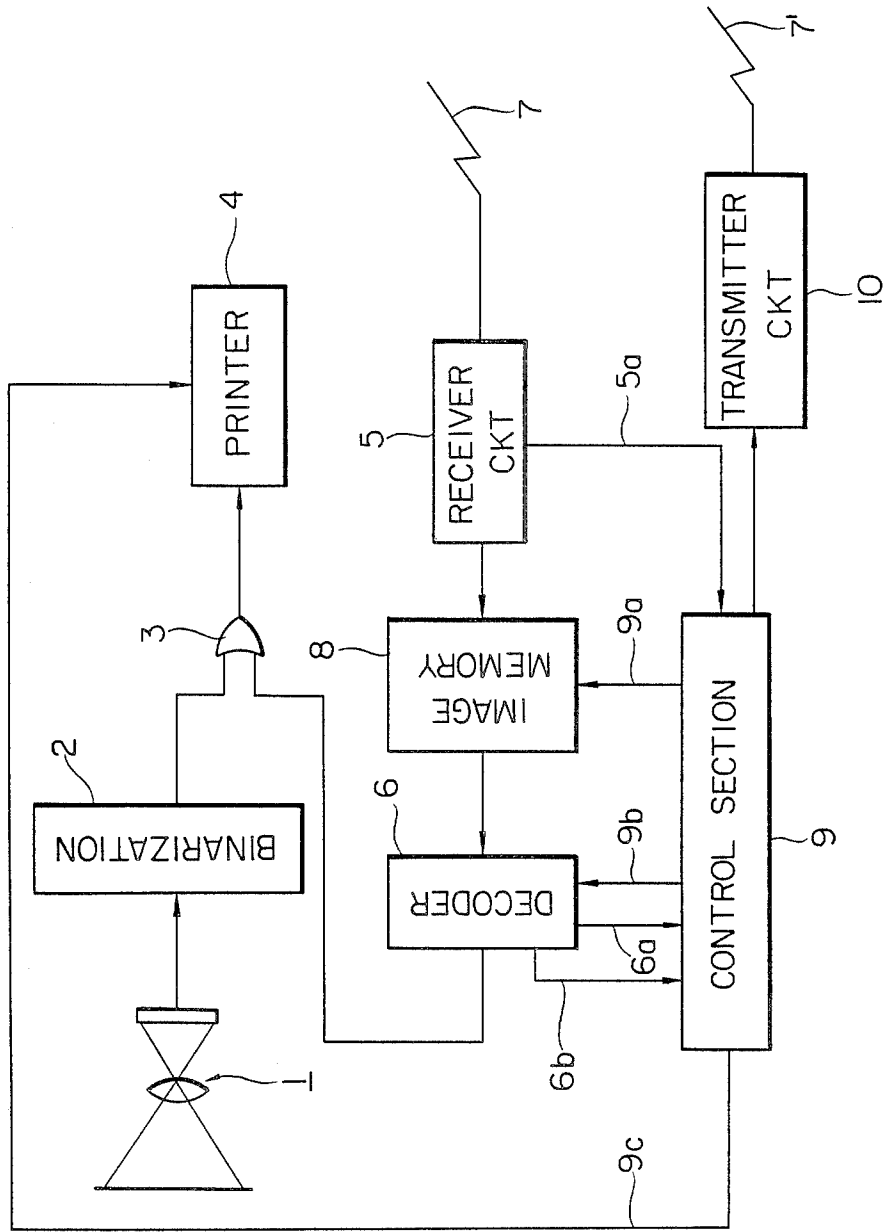 1
2
BINARIZATION
3
4
PRINTER
5
RECEIVER
CKT
5a
6
DECODER
6a
6b
7
7'
8
IMAGE
MEMORY
9a
9b
9c
CONTROL SECTION
9
TRANSMITTER
CKT
10